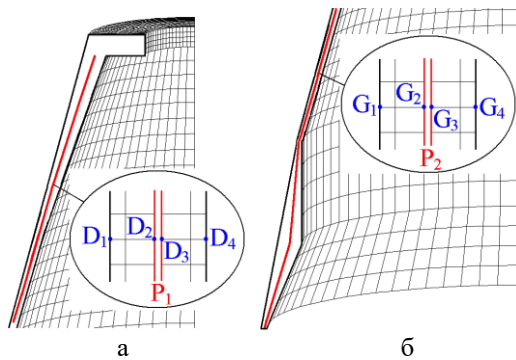 G₁ G₂ G₃ G₄
P₂
D₁ D₂ D₃ D₄
P₁
а б